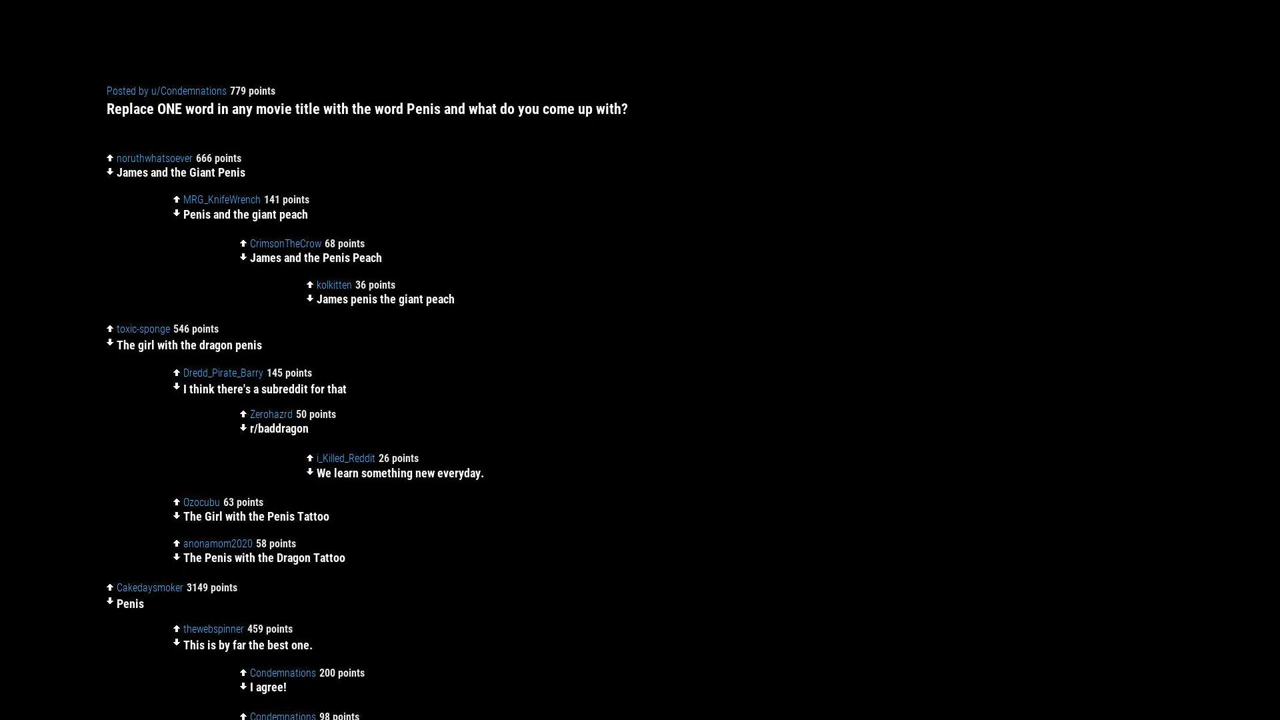 Posted by u/Condemnations 779 points
Replace ONE word in any movie title with the word Penis and what do you come up with?
noruthwhatsoever 666 points
James and the Giant Penis
MRG_KnifeWrench 141 points
Penis and the giant peach
CrimsonTheCrow 68 points
James and the Penis Peach
kolkitten 36 points
James penis the giant peach
toxic-sponge 546 points
The girl with the dragon penis
Dredd_Pirate_Barry 145 points
I think there's a subreddit for that
Zerohazrd 50 points
r/baddragon
i_Killed_Reddit 26 points
We learn something new everyday.
Ozocubu 63 points
The Girl with the Penis Tattoo
anonamom2020 58 points
The Penis with the Dragon Tattoo
Cakedaysmoker 3149 points
Penis
thewebspinner 459 points
This is by far the best one.
Condemnations 200 points
I agree!
Condemnations 98 points